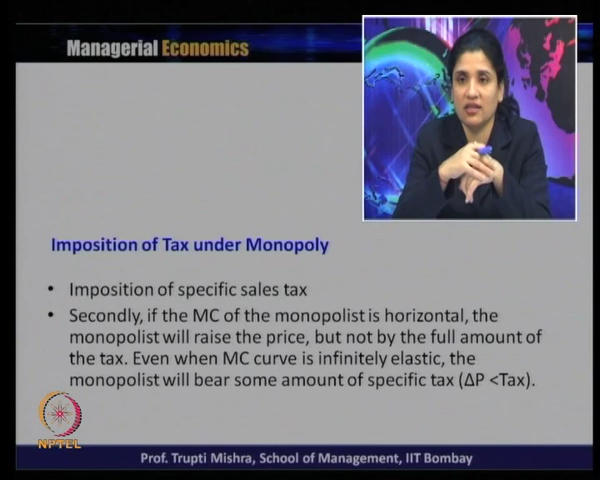 Managerial Economics
Imposition of Tax under Monopoly
• Imposition of specific sales tax
• Secondly, if the MC of the monopolist is horizontal, the
monopolist will raise the price, but not by the full amount of
the tax. Even when MC curve is infinitely elastic, the
monopolist will bear some amount of specific tax (ΔP <Tax).
NPTEL
Prof. Trupti Mishra, School of Management, IIT Bombay